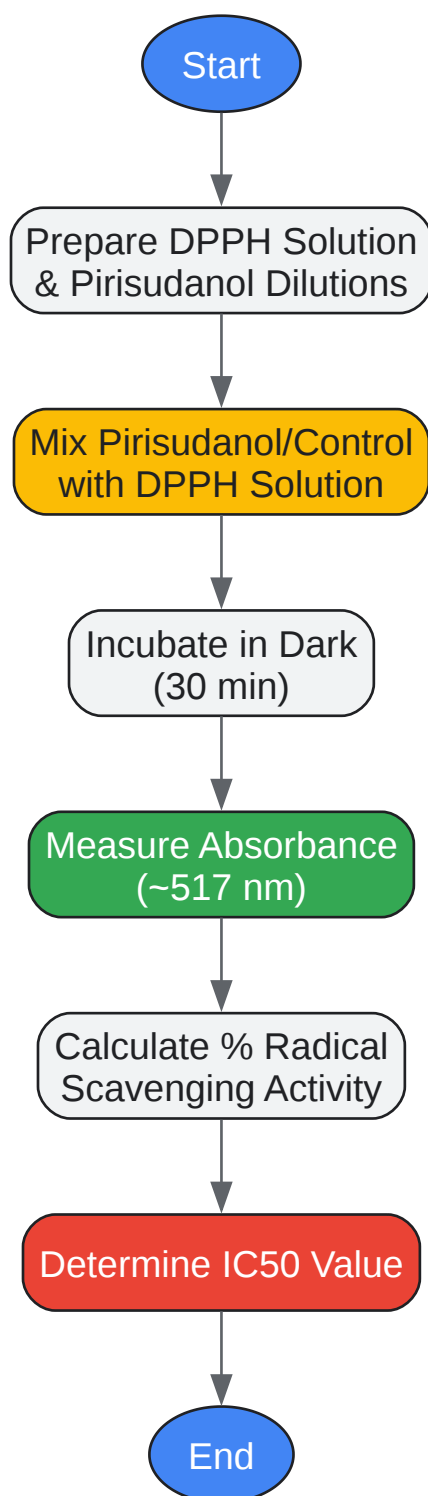 Start
Prepare DPPH Solution
& Pirisudanol Dilutions
Mix Pirisudanol/Control
with DPPH Solution
Incubate in Dark
(30 min)
Measure Absorbance
(~517 nm)
Calculate % Radical
Scavenging Activity
Determine IC50 Value
End